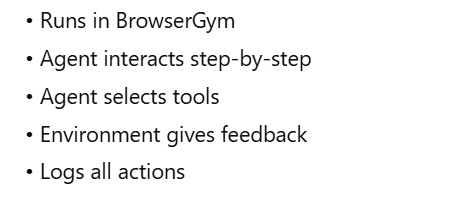 • Runs in BrowserGym
• Agent interacts step-by-step
• Agent selects tools
• Environment gives feedback
• Logs all actions